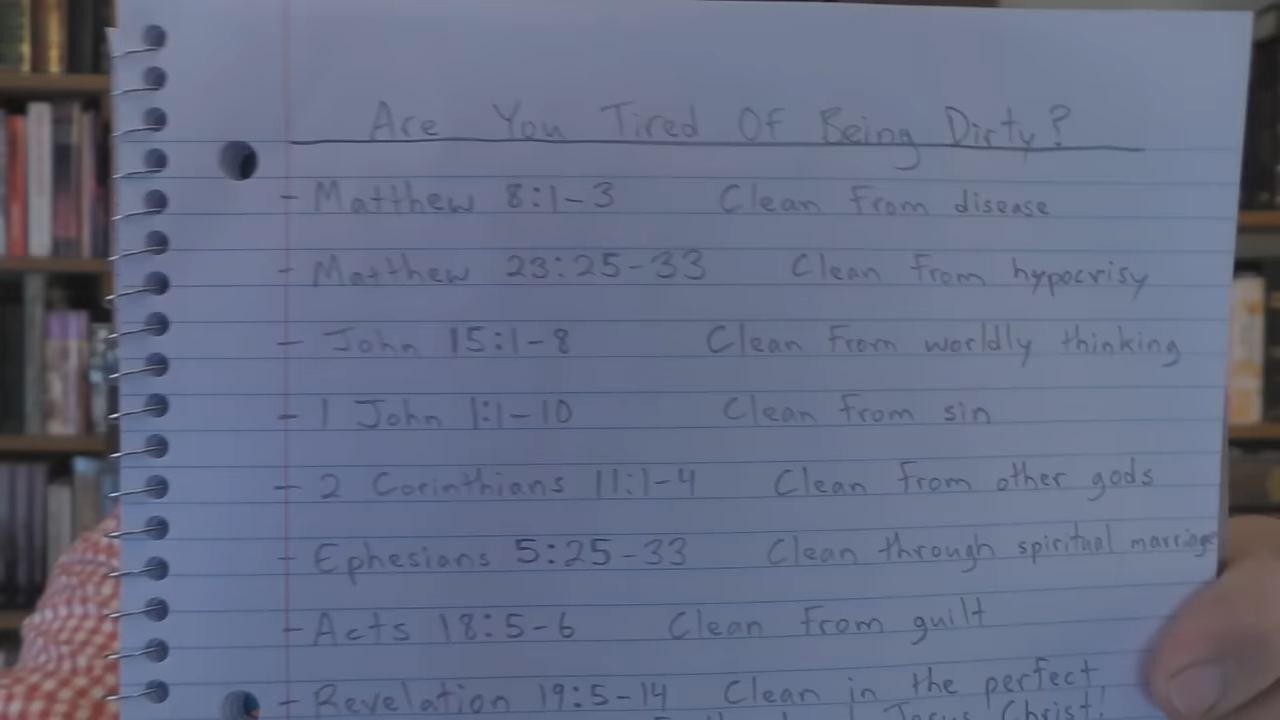 Are You Tired Of Being Dirty?
- Matthew 8:1-3 Clean from disease
- Matthew 23:25-33 Clean from hypocrisy
- John 15:1-8 Clean from worldly thinking
- 1 John 1:1-10 Clean from sin
- 2 Corinthians 11:1-4 Clean from other gods
- Ephesians 5:25-33 Clean through spiritual marriage
- Acts 18:5-6 Clean from guilt
- Revelation 19:5-14 Clean in the perfect
Jesus Christ!